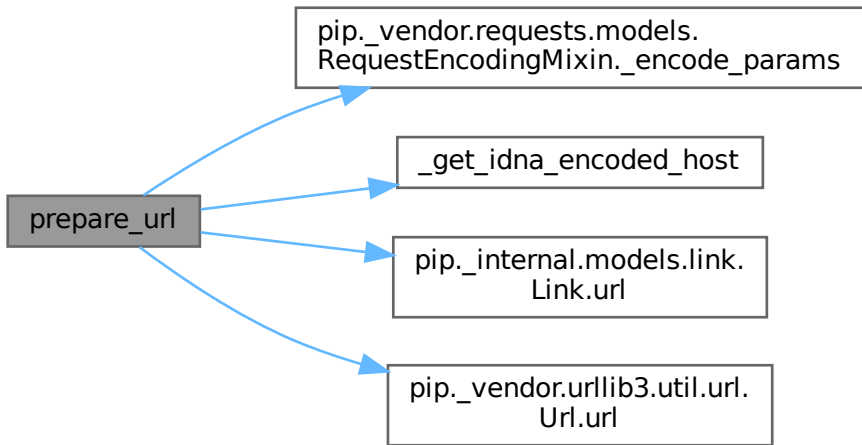 pip._vendor.requests.models.
RequestEncodingMixin._encode_params
_get_idna_encoded_host
prepare_url
pip._internal.models.link.
Link.url
pip._vendor.urllib3.util.url.
Url.url